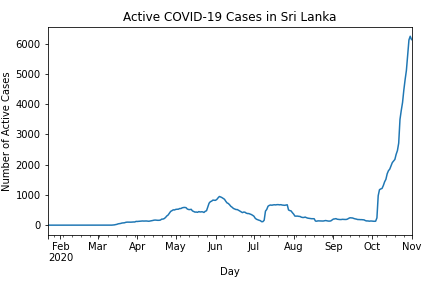 Active COVID-19 Cases in Sri Lanka
Number of Active Cases
6000
5000
4000
3000
2000
1000
0
Feb Mar Apr May Jun Jul Aug Sep Oct Nov
2020
Day